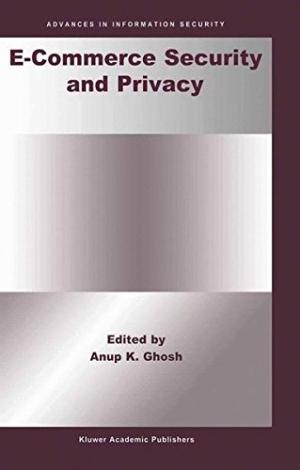 ADVANCES IN INFORMATION SECURITY
E-Commerce Security
and Privacy
Edited by
Anup K. Ghosh
Kluwer Academic Publishers